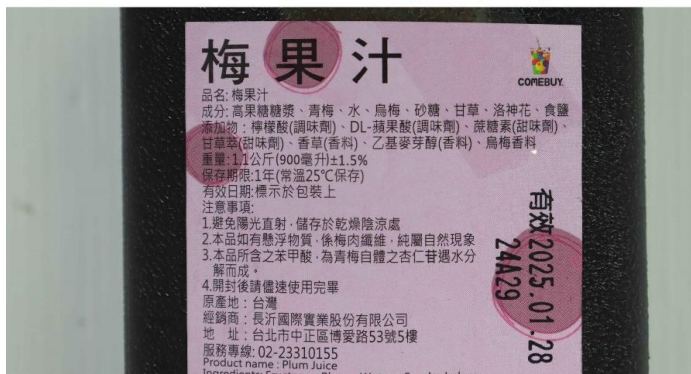 梅果汁
COMEBUY
品名: 梅果汁
成分: 高果糖糖漿、青梅、水、烏梅、砂糖、甘草、洛神花、食鹽
添加物：檸檬酸(調味劑)、DL-蘋果酸(調味劑)、蔗糖素(甜味劑)、
甘草萃(甜味劑)、香草(香料)、乙基麥芽醇(香料)、烏梅香料
重量:1.1公斤(900毫升)±1.5%
保存期限:1年(常溫25℃保存)
有效日期:標示於包裝上
注意事項:
1.避免陽光直射，儲存於乾燥陰涼處
2.本品如有懸浮物質，係梅肉纖維，純屬自然現象
3.本品所含之苯甲酸，為青梅自體之杏仁苷遇水分
解而成。
4.開封後請儘速使用完畢
原產地：台灣
經銷商：長沂國際實業股份有限公司
地 址：台北市中正區博愛路53號5樓
服務專線: 02-23310155
Product name : Plum Juice
有效2025.01.28
24A29